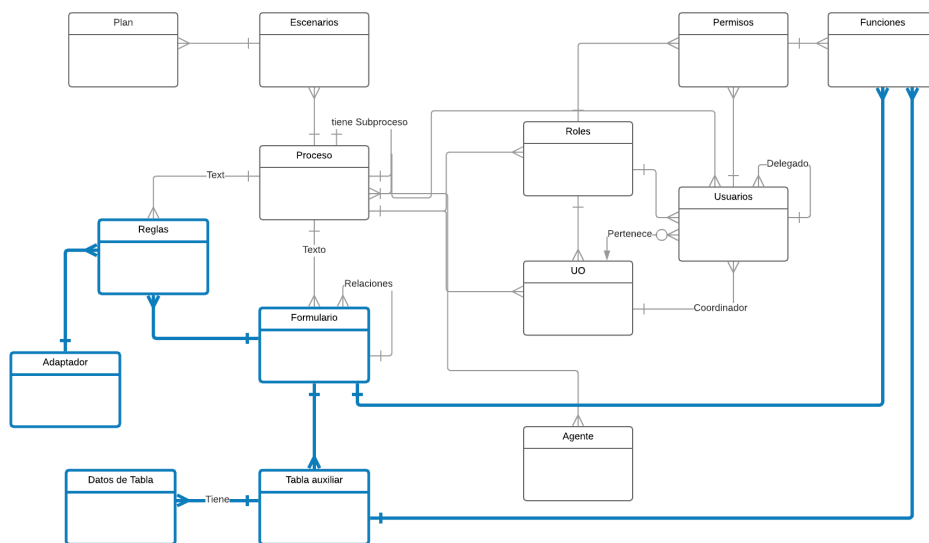 Plan
Escenarios
Permisos
Funciones
tiene Subproceso
Roles
Proceso
Delegado
Text
Usuarios
Reglas
Pertenece
Texto
UO
Relaciones
Coordinador
Formulario
Adaptador
Agente
Datos de Tabla
Tiene
Tabla auxiliar